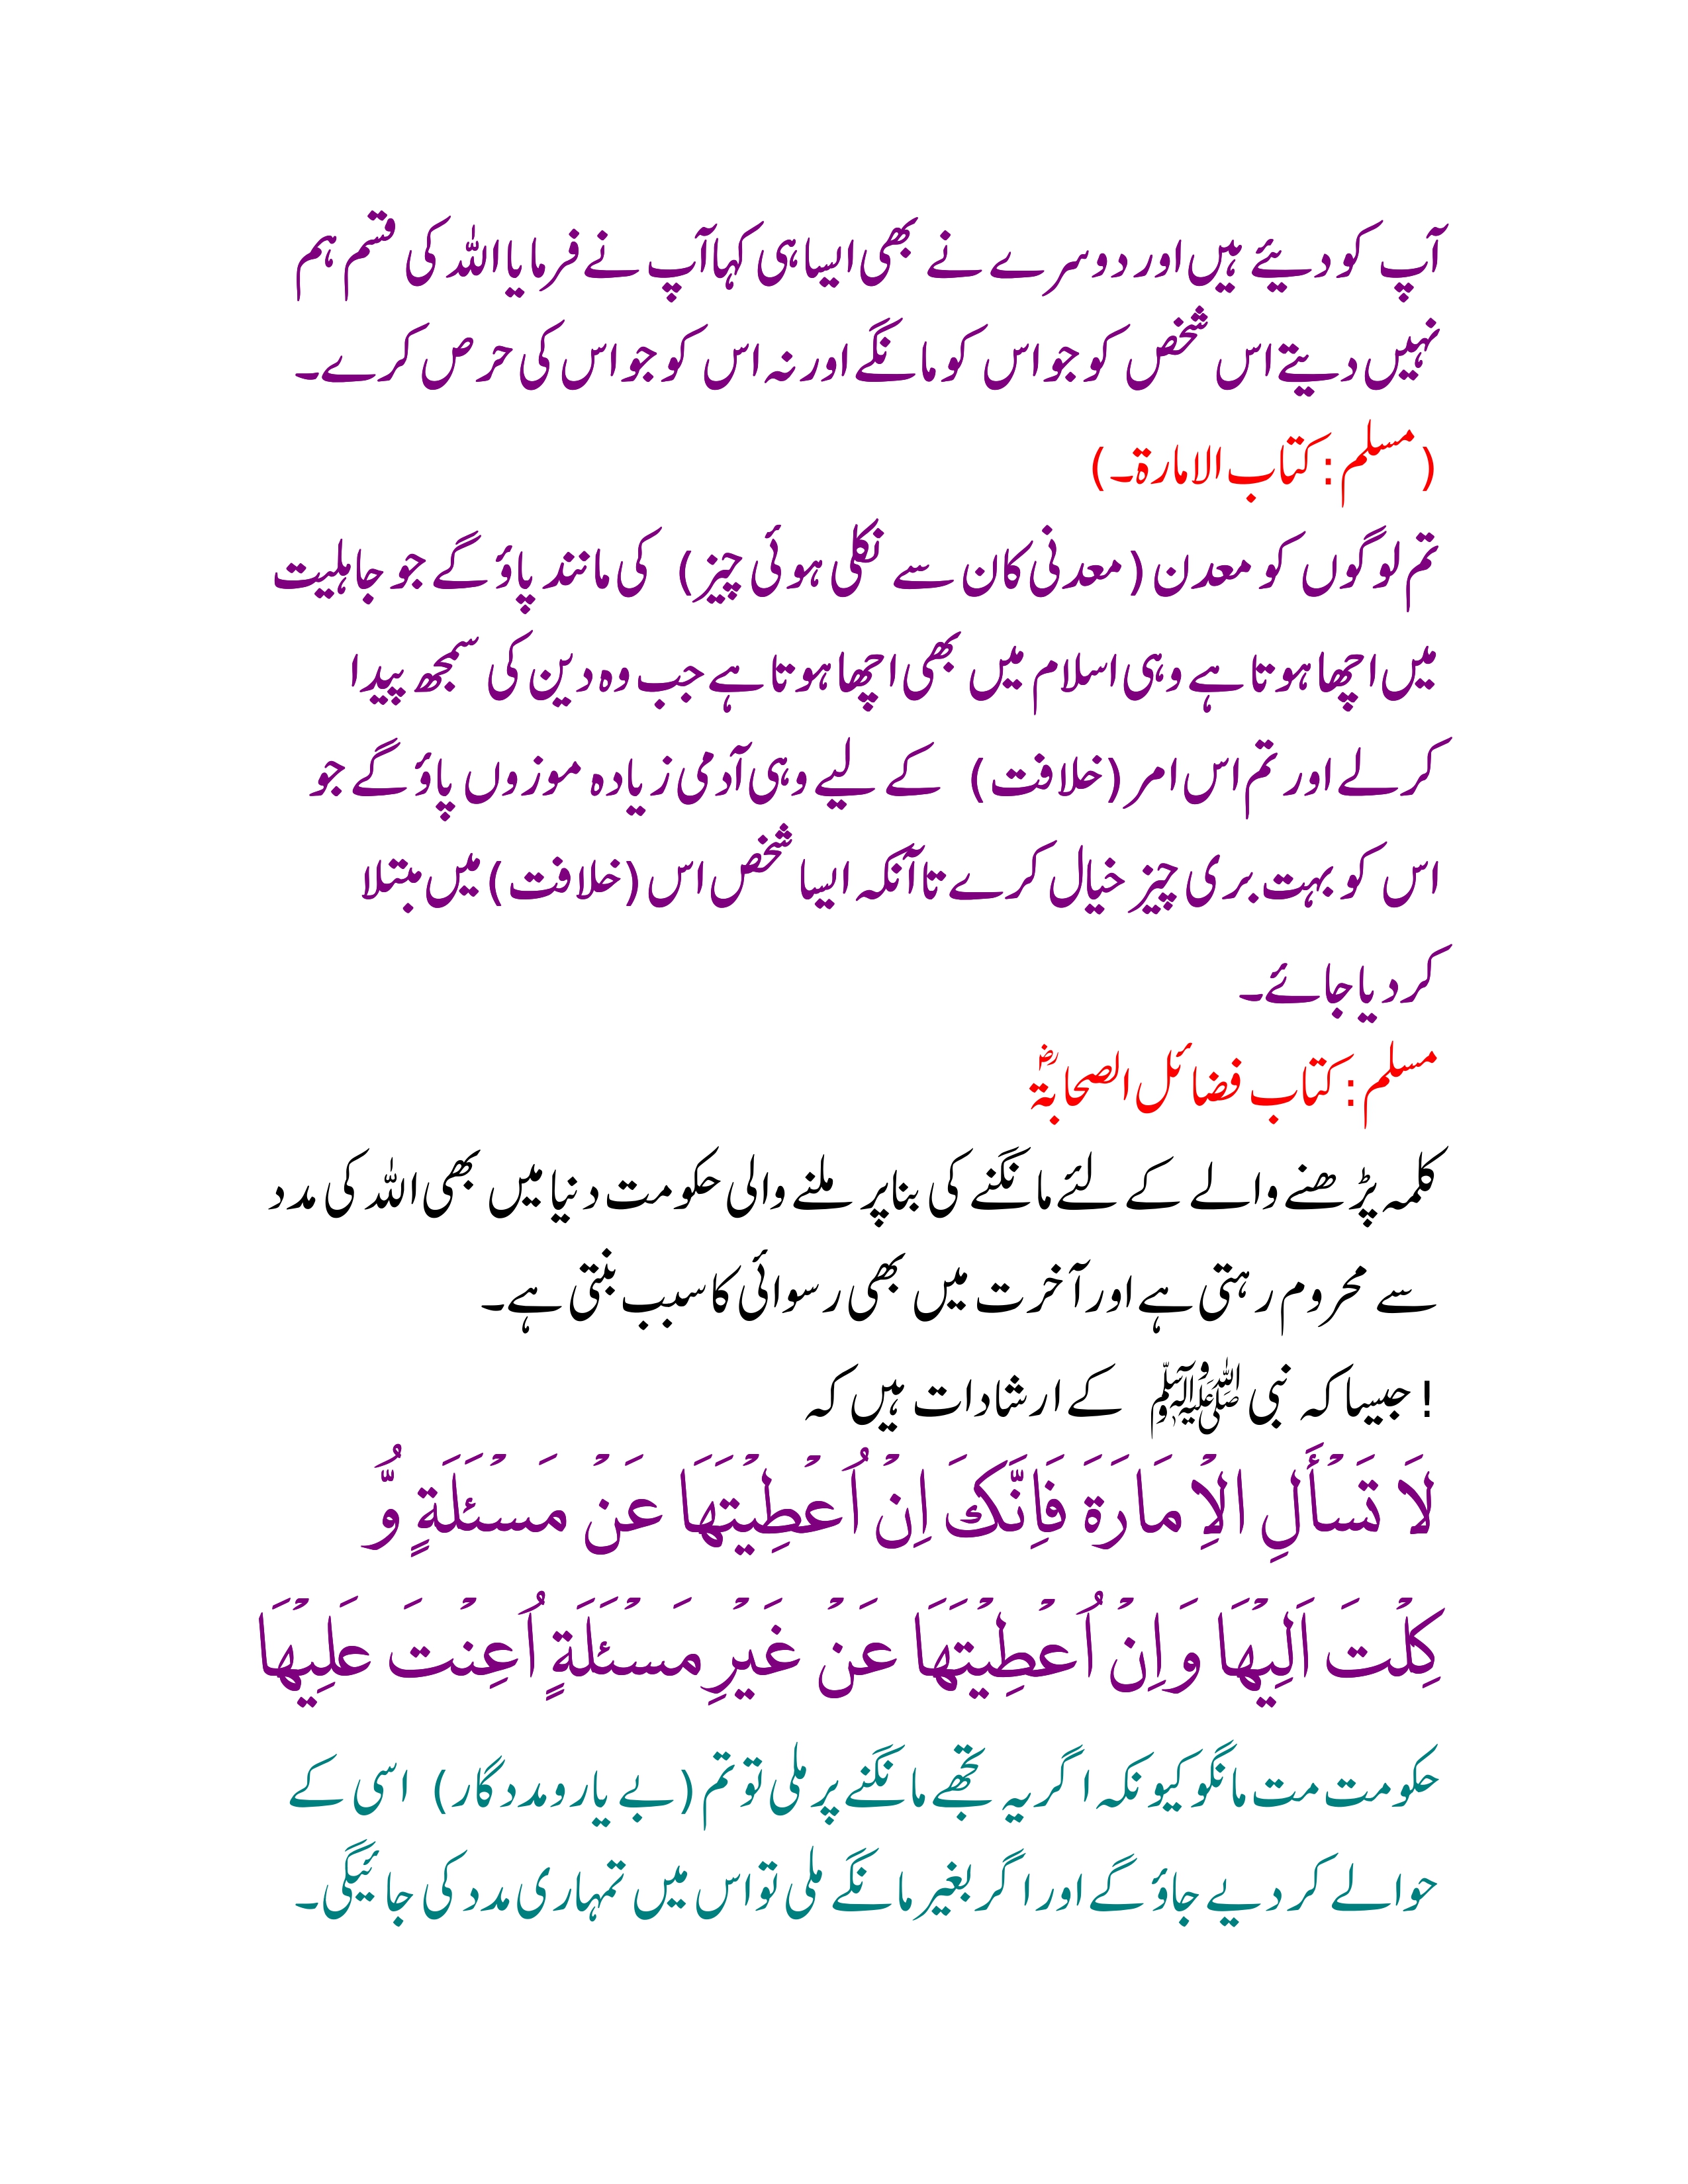 آپ کو دیئے ہیں اور دوسرے نے بھی ایسا ہی کہا آپ نے فرمایا اللہ کی قسم ہم
نہیں دیتے اس شخص کو جو اس کو مانگے اور نہ اس کو جو اس کی حرص کرے۔
(مسلم: کتاب الامارۃ۔)
تم لوگوں کو معدن (معدنی کان سے نکلی ہوئی چیز) کی مانند پاؤ گے جو جاہلیت
میں اچھا ہوتا ہے وہی اسلام میں بھی اچھا ہوتا ہے جب وہ دین کی سمجھ پیدا
کرلے اور تم اس امر (خلافت) کے لیے وہی آدمی زیادہ موزوں پاؤ گے جو
اس کو بہت بری چیز خیال کرے تاآنکہ ایسا شخص اس (خلافت) میں مبتلا
کردیا جائے۔
مسلم: کتاب فضائل الصحابۃؓ
کلمہ پڑھنے والے کے لئے مانگنے کی بنا پر ملنے والی حکومت دنیا میں بھی اللہ کی مدد
سے محروم رہتی ہے اور آخرت میں بھی رسوائی کا سبب بنتی ہے۔
! جیسا کہ نبی ﷺ کے ارشادات ہیں کہ
لَا تَسْأَلِ الْاِمَارَةَ فَاِنَّكَ اِنْ اُعْطِيْتَهَا عَنْ مَسْئَلَةٍ وُّ
كِلْتَ اَلِيْهَا وَاِنْ اُعْطِيْتَهَا عَنْ غَيْرِ مَسْئَلَةٍ اُعِنْتَ عَلِيْهَا
حکومت مت مانگو کیونکہ اگر یہ تجھے مانگنے پر ملی تو تم (بے یارومددگار) اسی کے
حوالے کر دیے جاؤ گے اور اگر بغیر مانگے ملی تو اس میں تمہاری مدد کی جائیگی۔